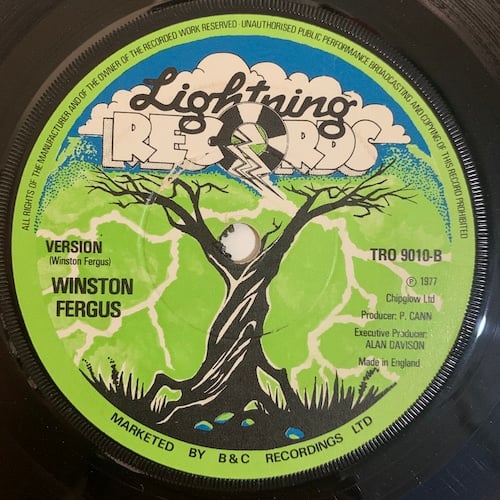 ALL RIGHTS OF THE MANUFACTURER AND OF THE OWNER OF THE RECORDED WORK RESERVED · UNAUTHORISED PUBLIC PERFORMANCE BROADCASTING AND COPYING OF THIS RECORD PROHIBITED
Lightning
RECORDS
VERSION
(Winston Fergus)
WINSTON
FERGUS
TRO 9010-B
℗ 1977
Chipglow Ltd
Producer: P. CANN
Executive Producer:
ALAN DAVISON
Made in England
MARKETED BY B&C RECORDINGS LTD